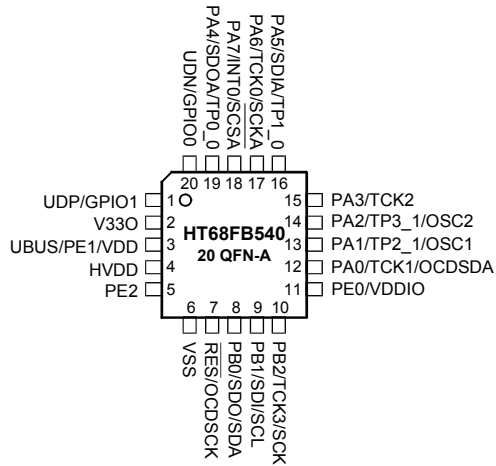 UDN/GPIO0
PA4/SDOA/TP0_0
PA7/INT0/SCSA
PA6/TCK0/SCKA
PA5/SDIA/TP1_0
20 19 18 17 16
UDP/GPIO1 1
V33O 2
UBUS/PE1/VDD 3
HVDD 4
PE2 5
HT68FB540
20 QFN-A
15 PA3/TCK2
14 PA2/TP3_1/OSC2
13 PA1/TP2_1/OSC1
12 PA0/TCK1/OCDSDA
11 PE0/VDDIO
6 7 8 9 10
VSS
RES/OCDSCK
PB0/SDO/SDA
PB1/SDI/SCL
PB2/TCK3/SCK